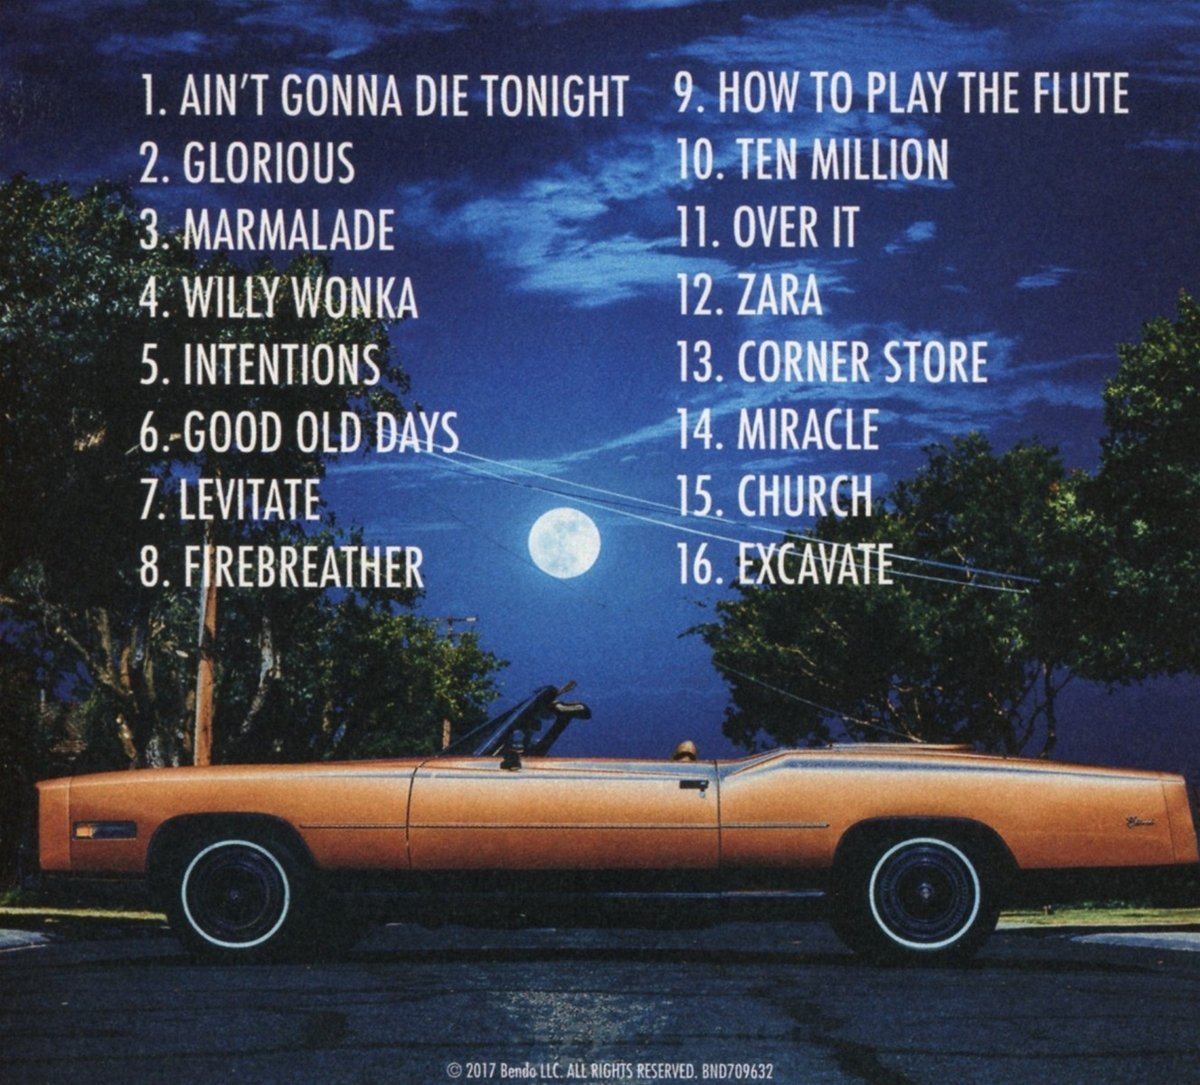 1. AIN'T GONNA DIE TONIGHT
2. GLORIOUS
3. MARMALADE
4. WILLY WONKA
5. INTENTIONS
6. GOOD OLD DAYS
7. LEVITATE
8. FIREBREATHER
9. HOW TO PLAY THE FLUTE
10. TEN MILLION
11. OVER IT
12. ZARA
13. CORNER STORE
14. MIRACLE
15. CHURCH
16. EXCAVATE
© 2017 Bendo LLC. ALL RIGHTS RESERVED. BND709632